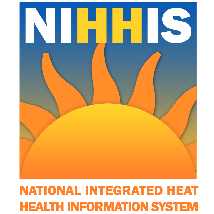 NIHHIS
NATIONAL INTEGRATED HEAT
HEALTH INFORMATION SYSTEM